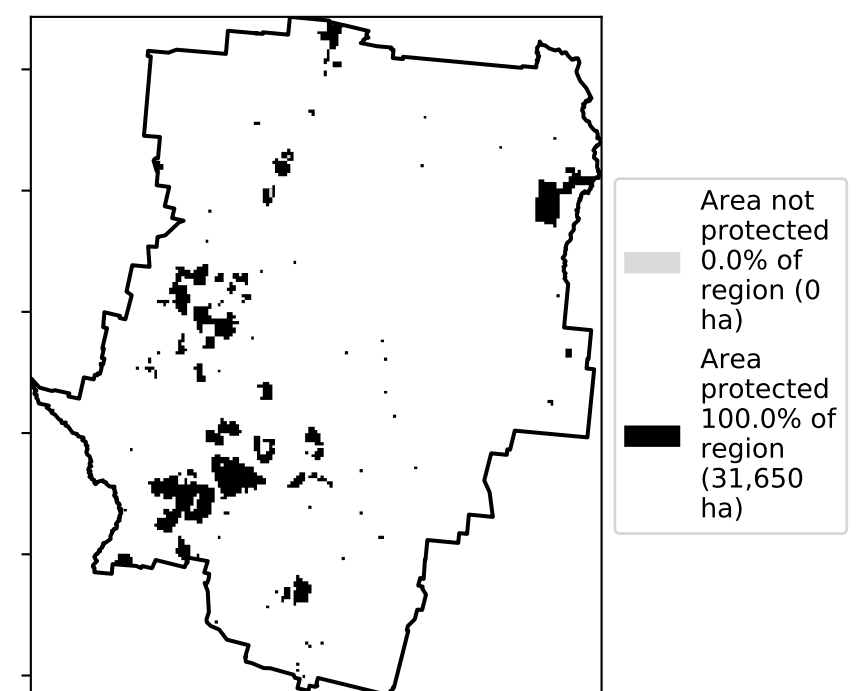 Area not
protected
0.0% of
region (0
ha)
Area
protected
100.0% of
region
(31,650
ha)